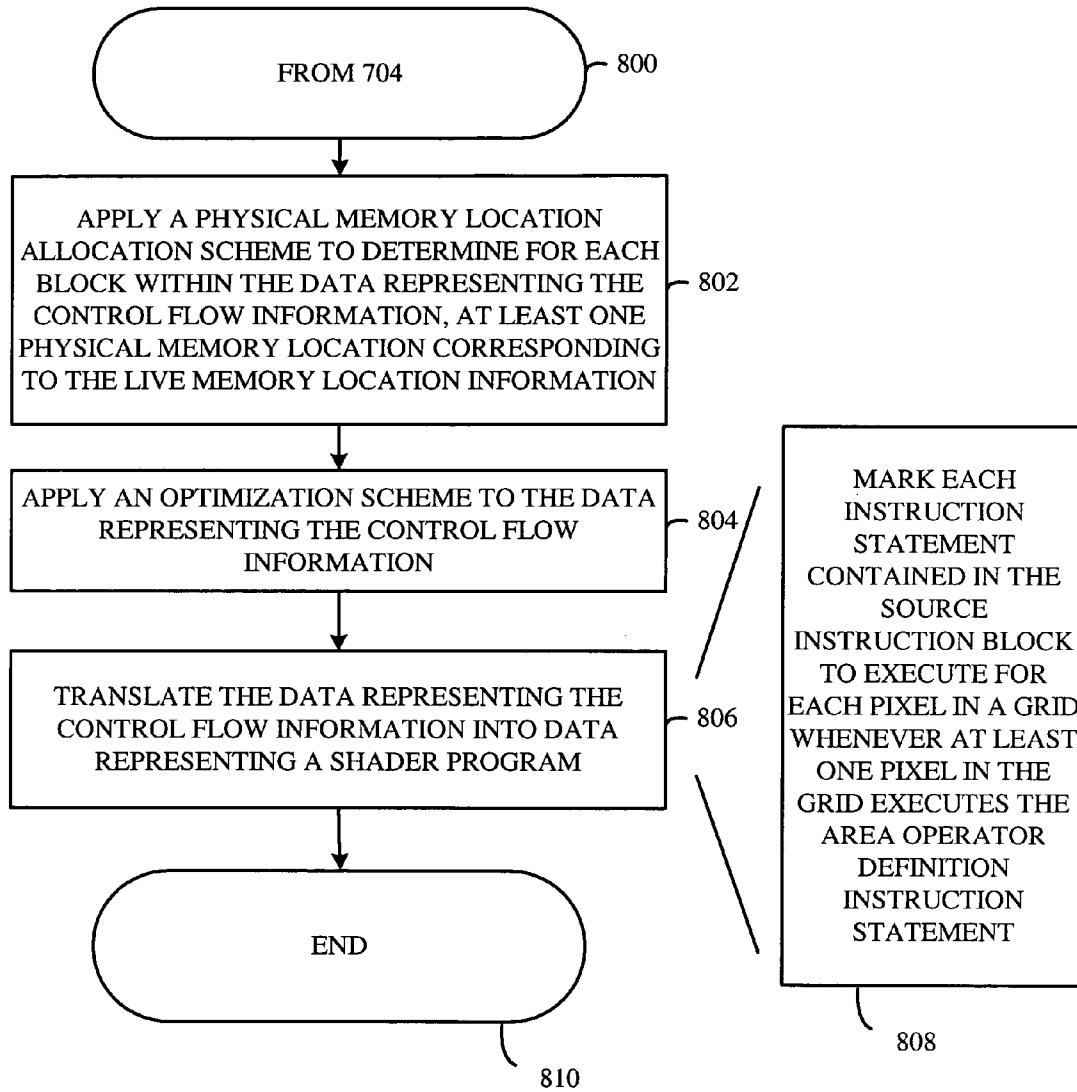 FROM 704
800
APPLY A PHYSICAL MEMORY LOCATION
ALLOCATION SCHEME TO DETERMINE FOR EACH
BLOCK WITHIN THE DATA REPRESENTING THE
CONTROL FLOW INFORMATION, AT LEAST ONE
PHYSICAL MEMORY LOCATION CORRESPONDING
TO THE LIVE MEMORY LOCATION INFORMATION
802
APPLY AN OPTIMIZATION SCHEME TO THE DATA
REPRESENTING THE CONTROL FLOW
INFORMATION
804
TRANSLATE THE DATA REPRESENTING THE
CONTROL FLOW INFORMATION INTO DATA
REPRESENTING A SHADER PROGRAM
806
MARK EACH
INSTRUCTION
STATEMENT
CONTAINED IN THE
SOURCE
INSTRUCTION BLOCK
TO EXECUTE FOR
EACH PIXEL IN A GRID
WHENEVER AT LEAST
ONE PIXEL IN THE
GRID EXECUTES THE
AREA OPERATOR
DEFINITION
INSTRUCTION
STATEMENT
808
END
810